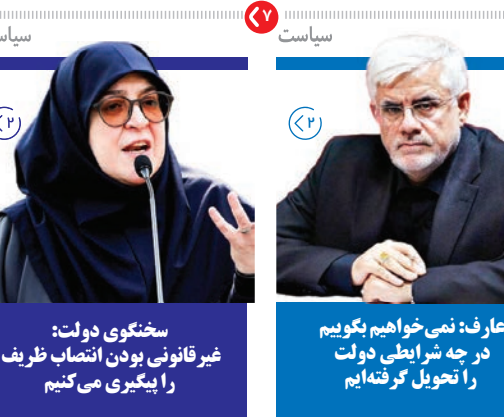 ۷
سیاست
۲
عارف: نمی‌خواهیم بگوییم
در چه شرایطی دولت
را تحویل گرفته‌ایم
سیاس
۲
سخنگوی دولت:
غیرقانونی بودن انتصاب ظریف
را پیگیری می‌کنیم